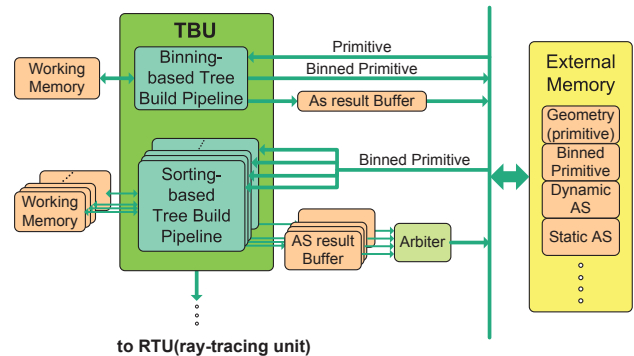 TBU
Working
Memory
Binning-
based Tree
Build Pipeline
Primitive
Binned Primitive
As result Buffer
External
Memory
Geometry
(primitive)
Binned
Primitive
Dynamic
AS
Static AS
Binned Primitive
Working Memory
Sorting-
based
Tree Build
Pipeline
AS result
Buffer
Arbiter
to RTU(ray-tracing unit)